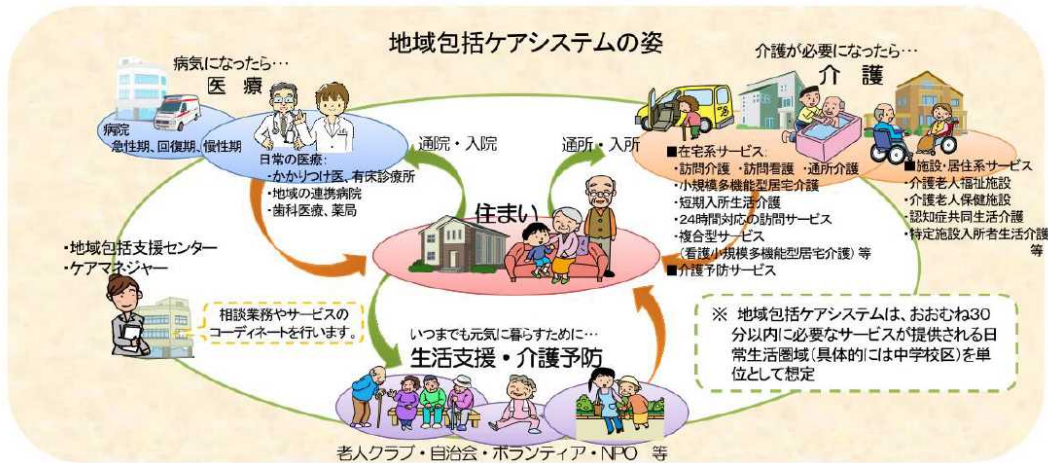 地域包括ケアシステムの姿
病気になったら…
医 療
病院
急性期、回復期、慢性期
日常の医療：
・かかりつけ医、有床診療所
・地域の連携病院
・歯科医療、薬局
通院・入院
通所・入所
介護が必要になったら…
介 護
■在宅系サービス：
・訪問介護 ・訪問看護 ・通所介護
・小規模多機能型居宅介護
・短期入所生活介護
・24時間対応の訪問サービス
・複合型サービス
（看護小規模多機能型居宅介護）等
■介護予防サービス
■施設・居住系サービス
・介護老人福祉施設
・介護老人保健施設
・認知症共同生活介護
・特定施設入所者生活介護
等
住まい
・地域包括支援センター
・ケアマネジャー
相談業務やサービスの
コーディネートを行います。
いつまでも元気に暮らすために…
生活支援・介護予防
老人クラブ・自治会・ボランティア・NPO 等
※ 地域包括ケアシステムは、おおむね30
分以内に必要なサービスが提供される日
常生活圏域（具体的には中学校区）を単
位として想定